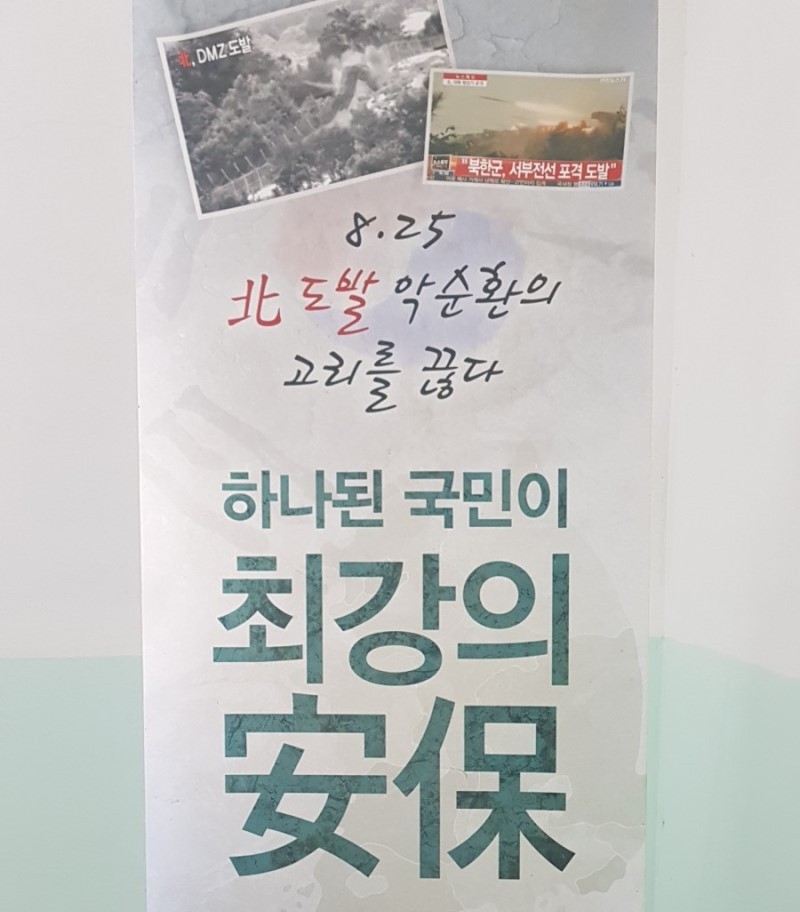 北, DMZ 도발
"북한군, 서부전선 포격 도발"
8.25
北 도발 악순환의
고리를 끊다
하나된 국민이
최강의
安保